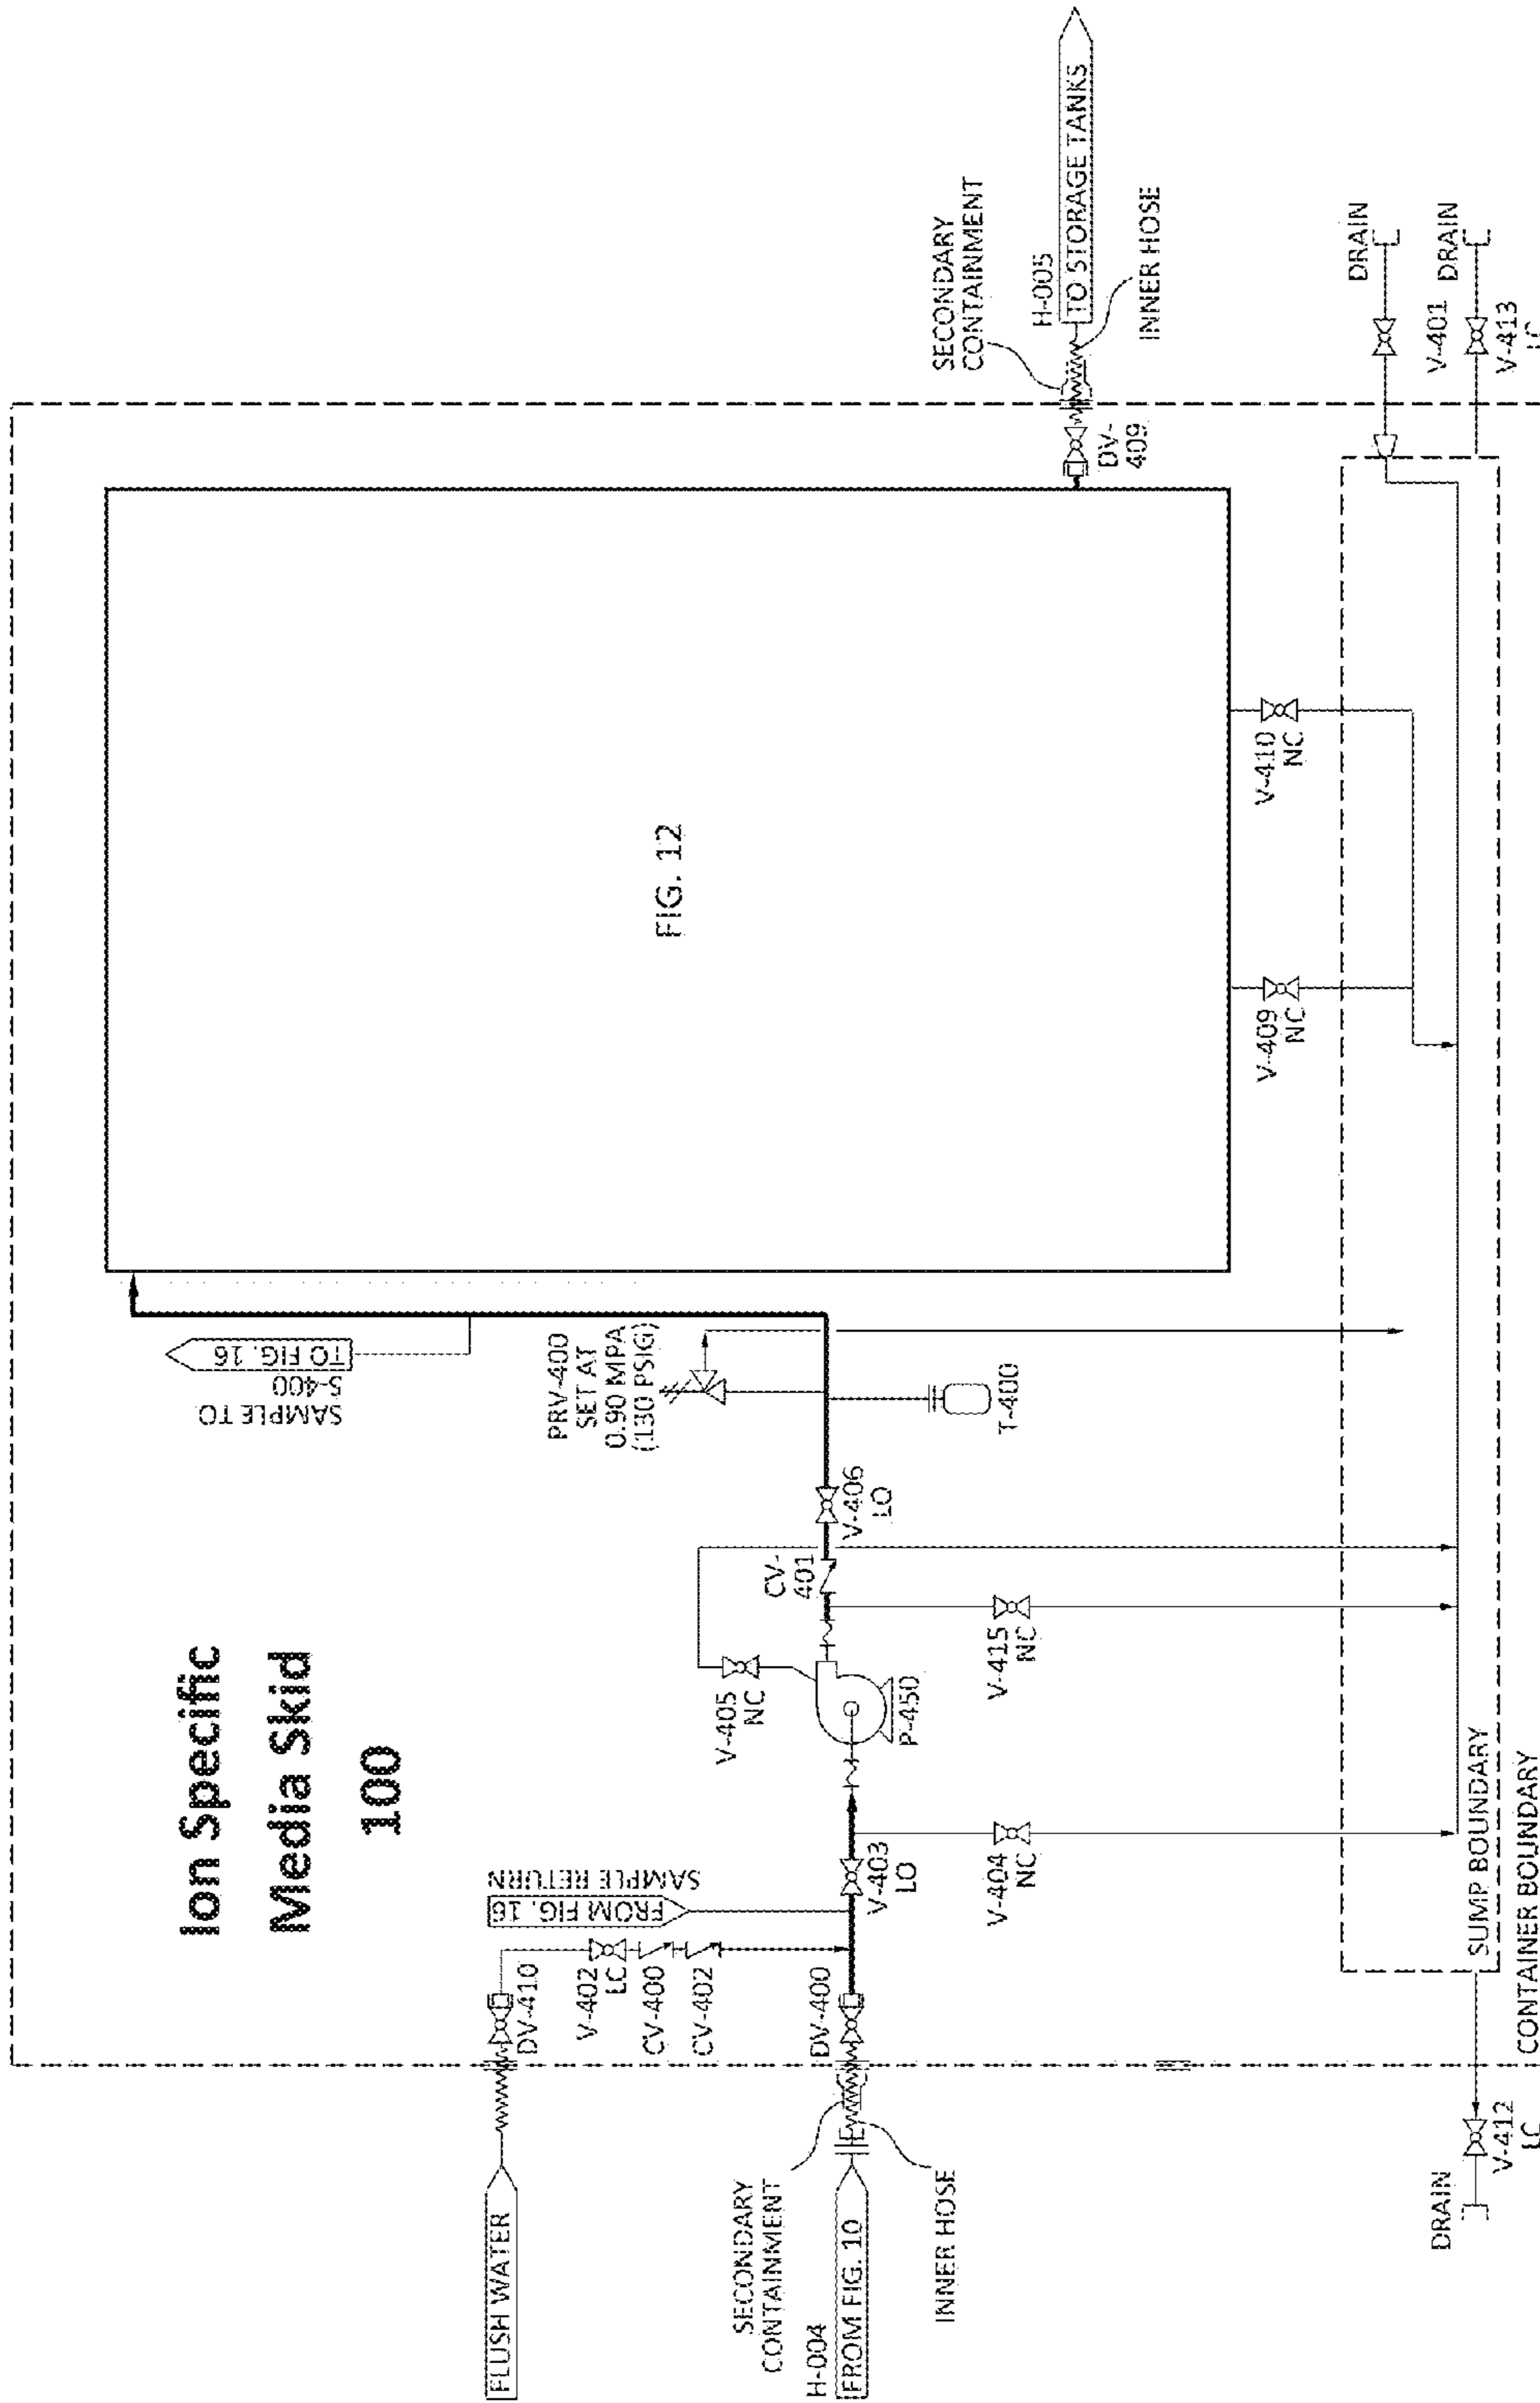 Ion Specific
Media Skid
100
FLUSH WATER
DV-410
V-402
LC
CV-400
CV-402
FROM FIG. 16
SAMPLE RETURN
SECONDARY
CONTAINMENT
H-004
FROM FIG. 10
INNER HOSE
DV-400
V-403
LO
V-404
NC
V-405
NC
P-450
V-415
NC
CV-
401
V-406
LO
PRV-400
SET AT
0.90 MPA
(130 PSIG)
T-400
SAMPLE TO
S-400
TO FIG. 16
FIG. 12
V-409
NC
V-410
NC
DV-
409
SECONDARY
CONTAINMENT
H-005
TO STORAGE TANKS
INNER HOSE
DRAIN
V-401
DRAIN
V-413
LC
SUMP BOUNDARY
CONTAINER BOUNDARY
DRAIN
V-412
LC